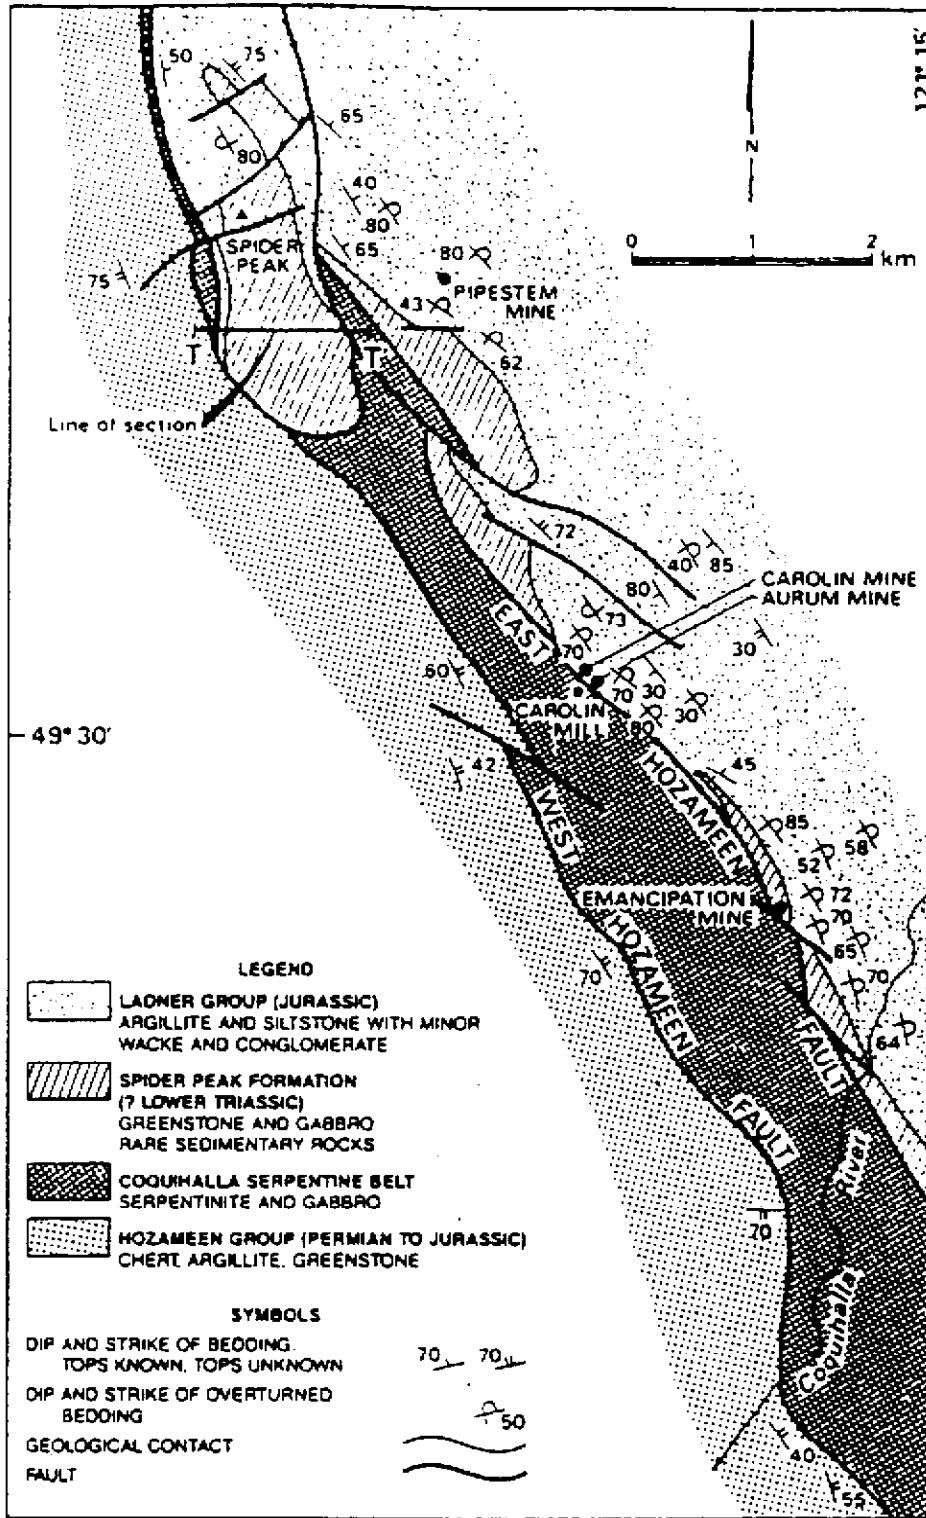 122° 15'
50
75
65
80
40
80
65
SPIDER
PEAK
75
N
0 1 2
km
80
PIPESTEM
MINE
43
62
T T
Line of section
72
40 85
CAROLIN MINE
AURUM MINE
80
73
70
30
70 30
30
CAROLIN
MILL
80
EAST
HOZAMEEN
FAULT
60
49° 30'
42
45
WEST
HOZAMEEN
FAULT
85
58
52
EMANCIPATION
MINE
72
70
65
70
64
70
70
Coquihalla
River
40
55
LEGEND
LADNER GROUP (JURASSIC)
ARGILLITE AND SILTSTONE WITH MINOR
WACKE AND CONGLOMERATE
SPIDER PEAK FORMATION
(? LOWER TRIASSIC)
GREENSTONE AND GABBRO
RARE SEDIMENTARY ROCKS
COQUIHALLA SERPENTINE BELT
SERPENTINITE AND GABBRO
HOZAMEEN GROUP (PERMIAN TO JURASSIC)
CHERT, ARGILLITE, GREENSTONE
SYMBOLS
DIP AND STRIKE OF BEDDING.
TOPS KNOWN, TOPS UNKNOWN 70 70
DIP AND STRIKE OF OVERTURNED
BEDDING 50
GEOLOGICAL CONTACT
FAULT